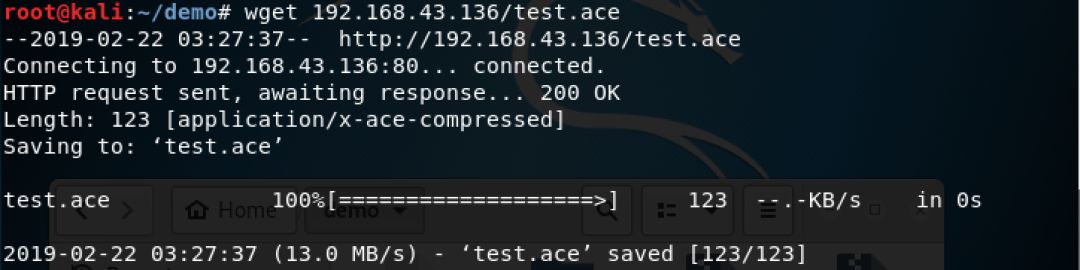 root@kali:~/demo# wget 192.168.43.136/test.ace
--2019-02-22 03:27:37--  http://192.168.43.136/test.ace
Connecting to 192.168.43.136:80... connected.
HTTP request sent, awaiting response... 200 OK
Length: 123 [application/x-ace-compressed]
Saving to: ‘test.ace’
test.ace            100%[===================>]     123  --.-KB/s    in 0s
Home demo
2019-02-22 03:27:37 (13.0 MB/s) - ‘test.ace’ saved [123/123]